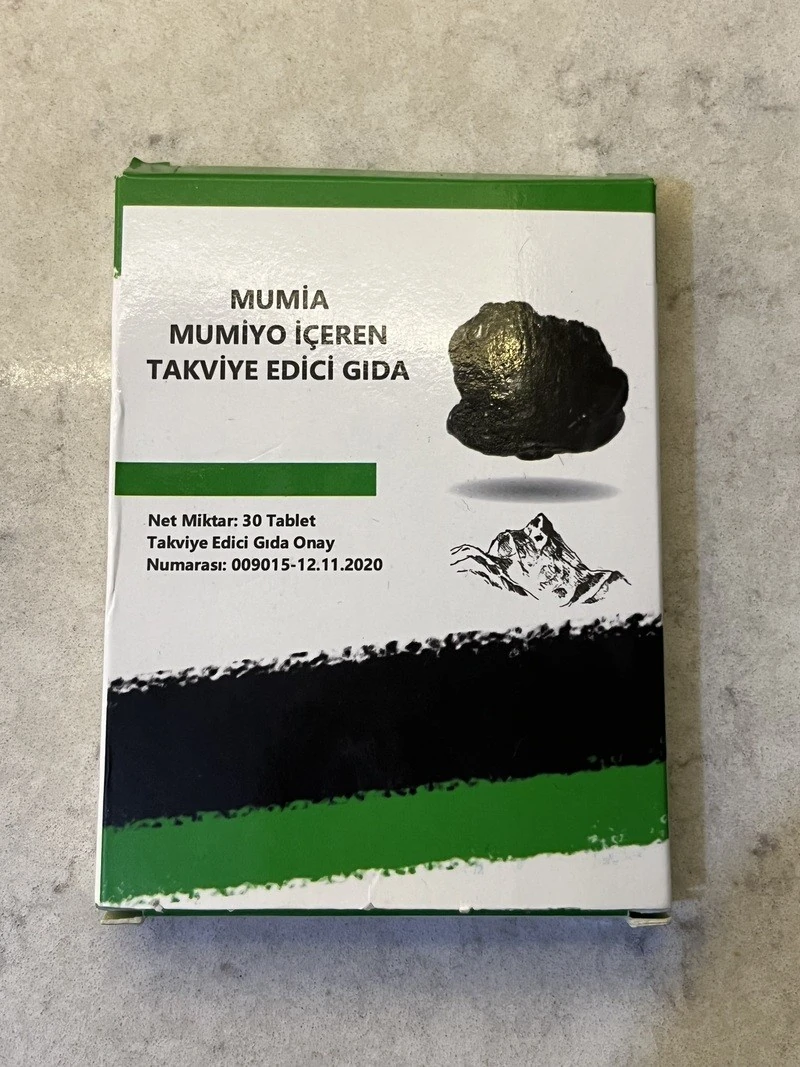 MUMİA
MUMİYO İÇEREN
TAKVİYE EDİCİ GIDA
Net Miktar: 30 Tablet
Takviye Edici Gıda Onay
Numarası: 009015-12.11.2020